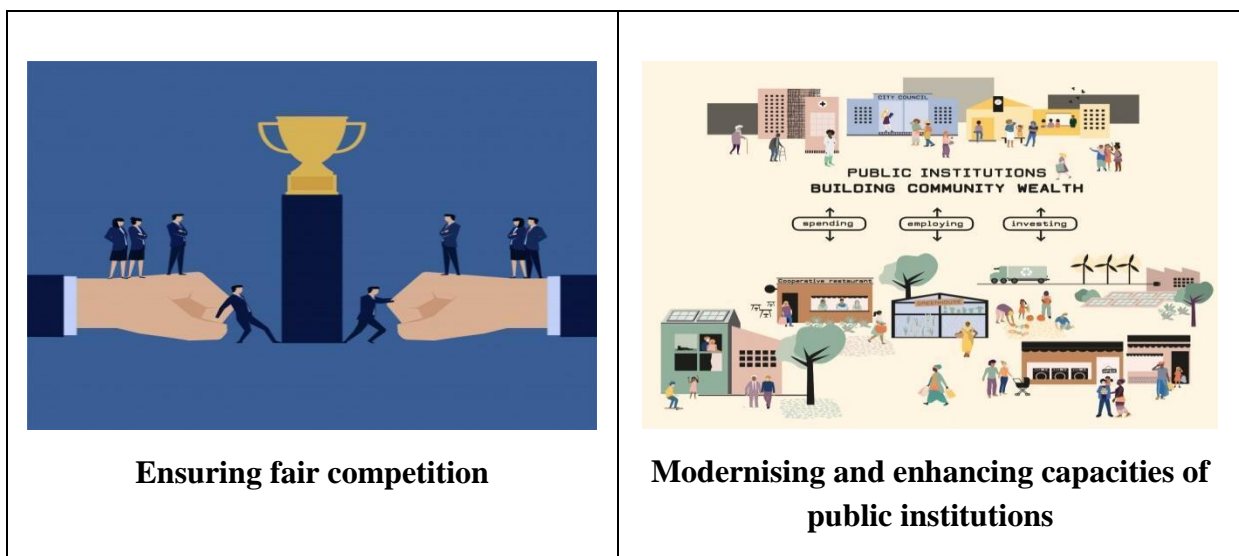 CITY COUNCIL
PUBLIC INSTITUTIONS
BUILDING COMMUNITY WEALTH
spending employing investing
Cooperative restaurant
GREENHOUSE
Ensuring fair competition
Modernising and enhancing capacities of
public institutions